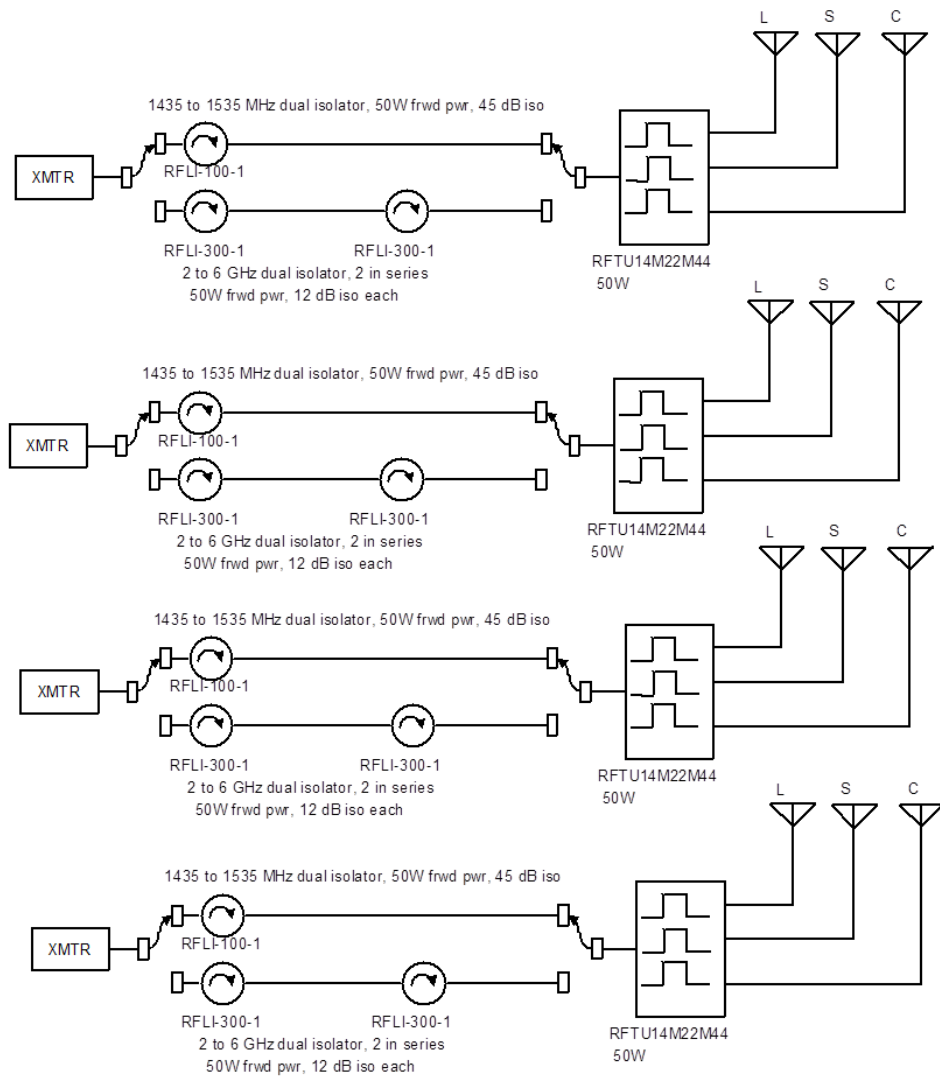 L S C
1435 to 1535 MHz dual isolator, 50W frwd pwr, 45 dB iso
XMTR
RFLI-100-1
RFLI-300-1 RFLI-300-1
2 to 6 GHz dual isolator, 2 in series
50W frwd pwr, 12 dB iso each
RFTU14M22M44
50W
L S C
1435 to 1535 MHz dual isolator, 50W frwd pwr, 45 dB iso
XMTR
RFLI-100-1
RFLI-300-1 RFLI-300-1
2 to 6 GHz dual isolator, 2 in series
50W frwd pwr, 12 dB iso each
RFTU14M22M44
50W
L S C
1435 to 1535 MHz dual isolator, 50W frwd pwr, 45 dB iso
XMTR
RFLI-100-1
RFLI-300-1 RFLI-300-1
2 to 6 GHz dual isolator, 2 in series
50W frwd pwr, 12 dB iso each
RFTU14M22M44
50W
L S C
1435 to 1535 MHz dual isolator, 50W frwd pwr, 45 dB iso
XMTR
RFLI-100-1
RFLI-300-1 RFLI-300-1
2 to 6 GHz dual isolator, 2 in series
50W frwd pwr, 12 dB iso each
RFTU14M22M44
50W